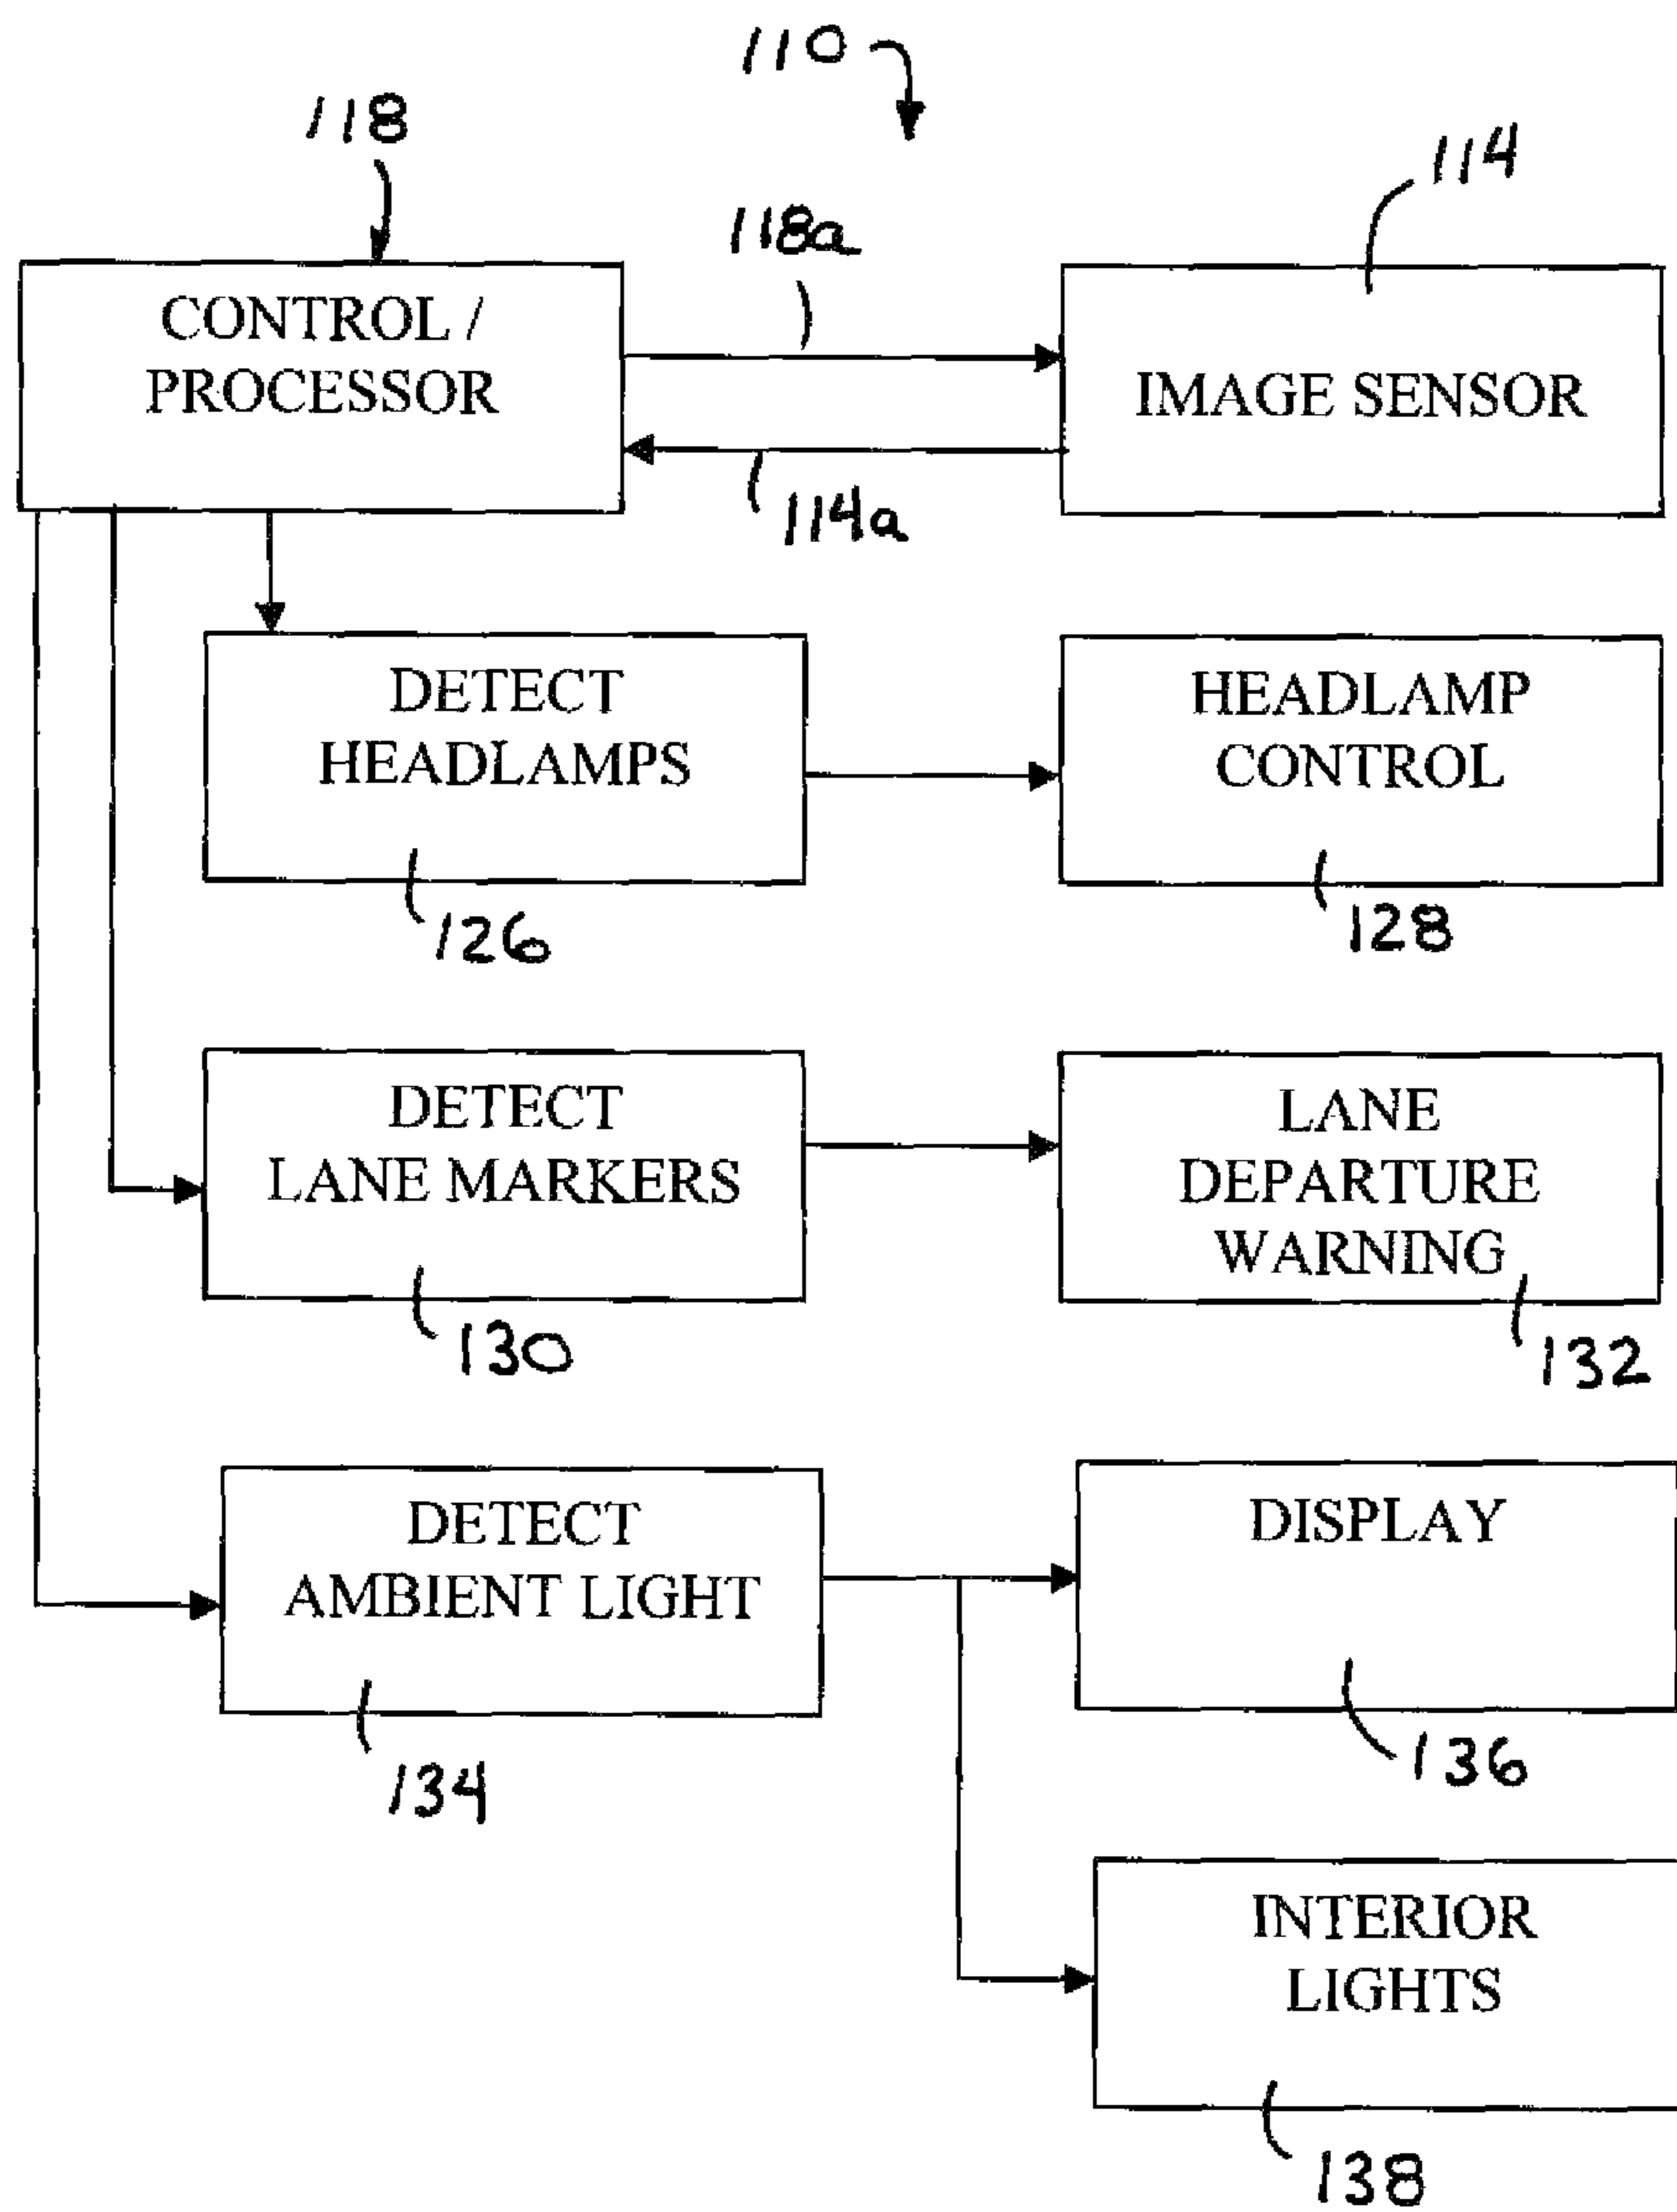 110
118
114
118a
CONTROL /
PROCESSOR
IMAGE SENSOR
114a
DETECT
HEADLAMPS
126
HEADLAMP
CONTROL
128
DETECT
LANE MARKERS
130
LANE
DEPARTURE
WARNING
132
DETECT
AMBIENT LIGHT
134
DISPLAY
136
INTERIOR
LIGHTS
138